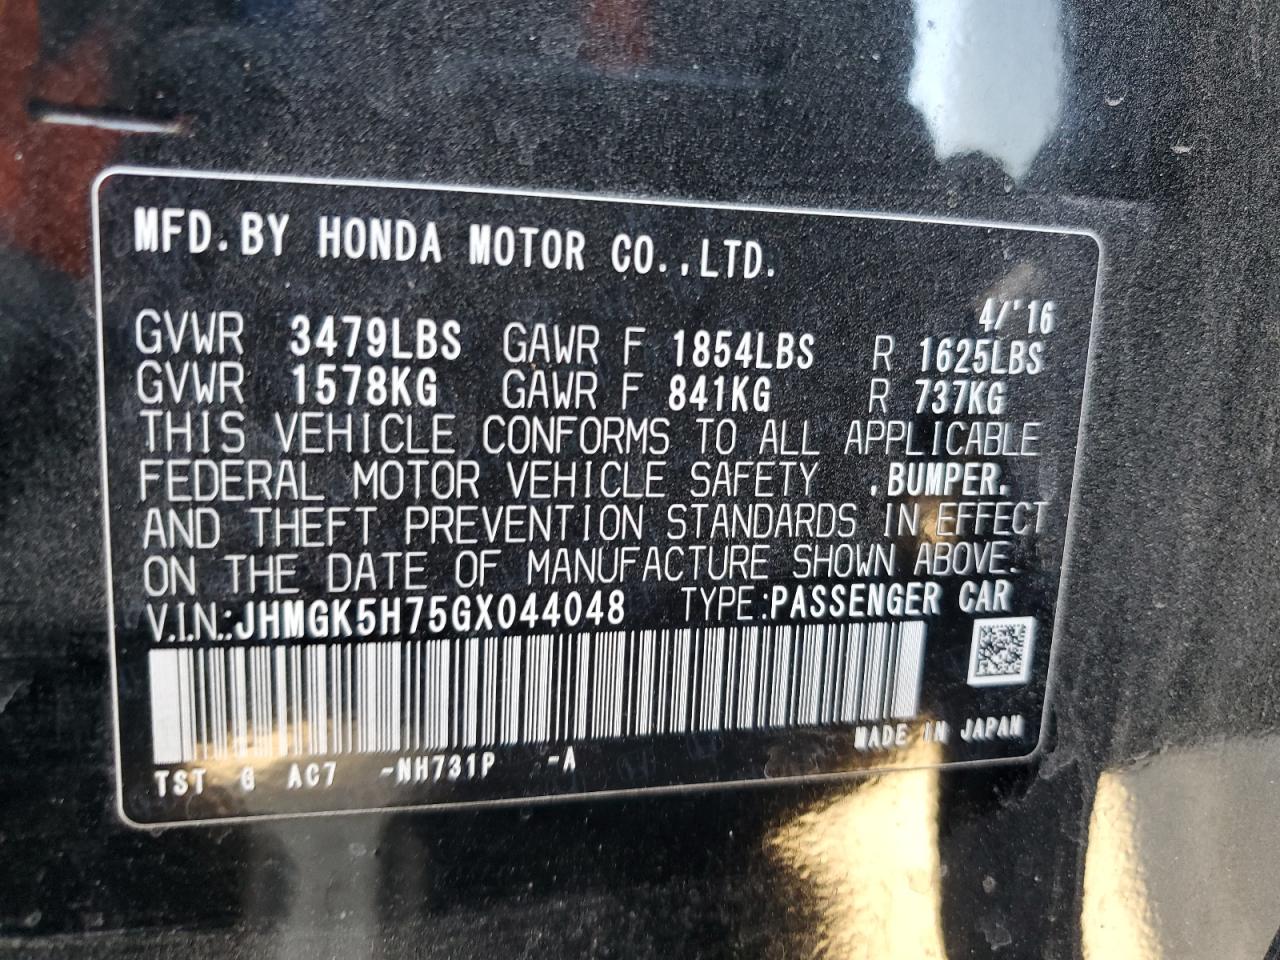 MFD.BY HONDA MOTOR CO.,LTD.
4/'16
GVWR 3479LBS GAWR F 1854LBS R 1625LBS
GVWR 1578KG GAWR F 841KG R 737KG
THIS VEHICLE CONFORMS TO ALL APPLICABLE
FEDERAL MOTOR VEHICLE SAFETY ,BUMPER,
AND THEFT PREVENTION STANDARDS IN EFFECT
ON THE DATE OF MANUFACTURE SHOWN ABOVE.
V.I.N.:JHMGK5H75GX044048 TYPE:PASSENGER CAR
MADE IN JAPAN
TST G AC7 -NH731P -A